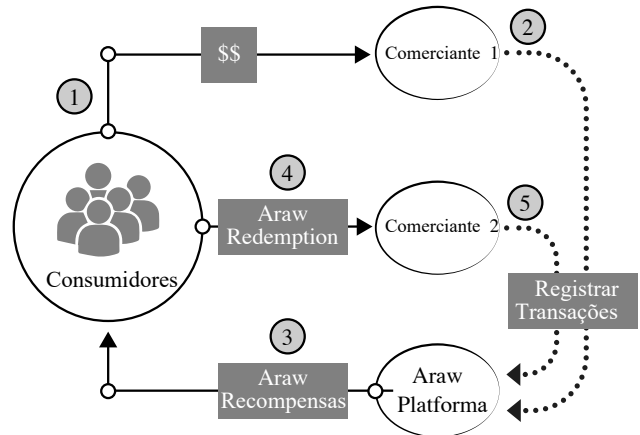 $$
Comerciante 1
2
1
4
Araw
Redemption
Comerciante 2
5
Consumidores
Registrar
Transações
3
Araw
Recompensas
Araw
Platforma